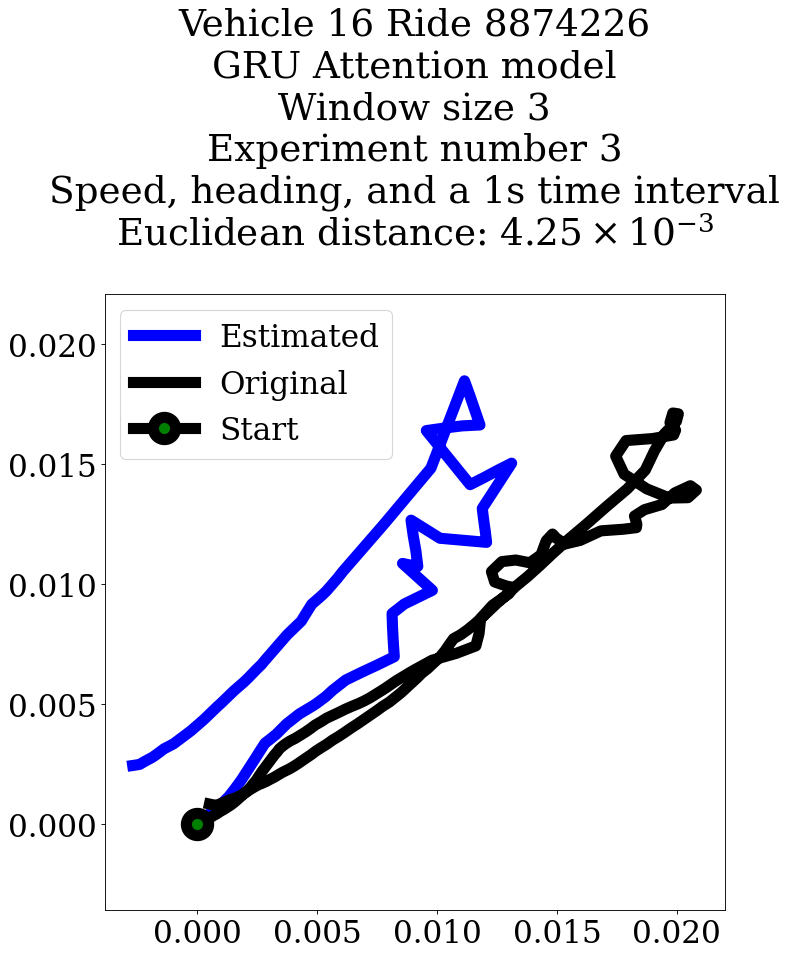 Vehicle 16 Ride 8874226
GRU Attention model
Window size 3
Experiment number 3
Speed, heading, and a 1s time interval
Euclidean distance: 4.25 × 10⁻³
Estimated
Original
Start
0.020
0.015
0.010
0.005
0.000
0.000 0.005 0.010 0.015 0.020